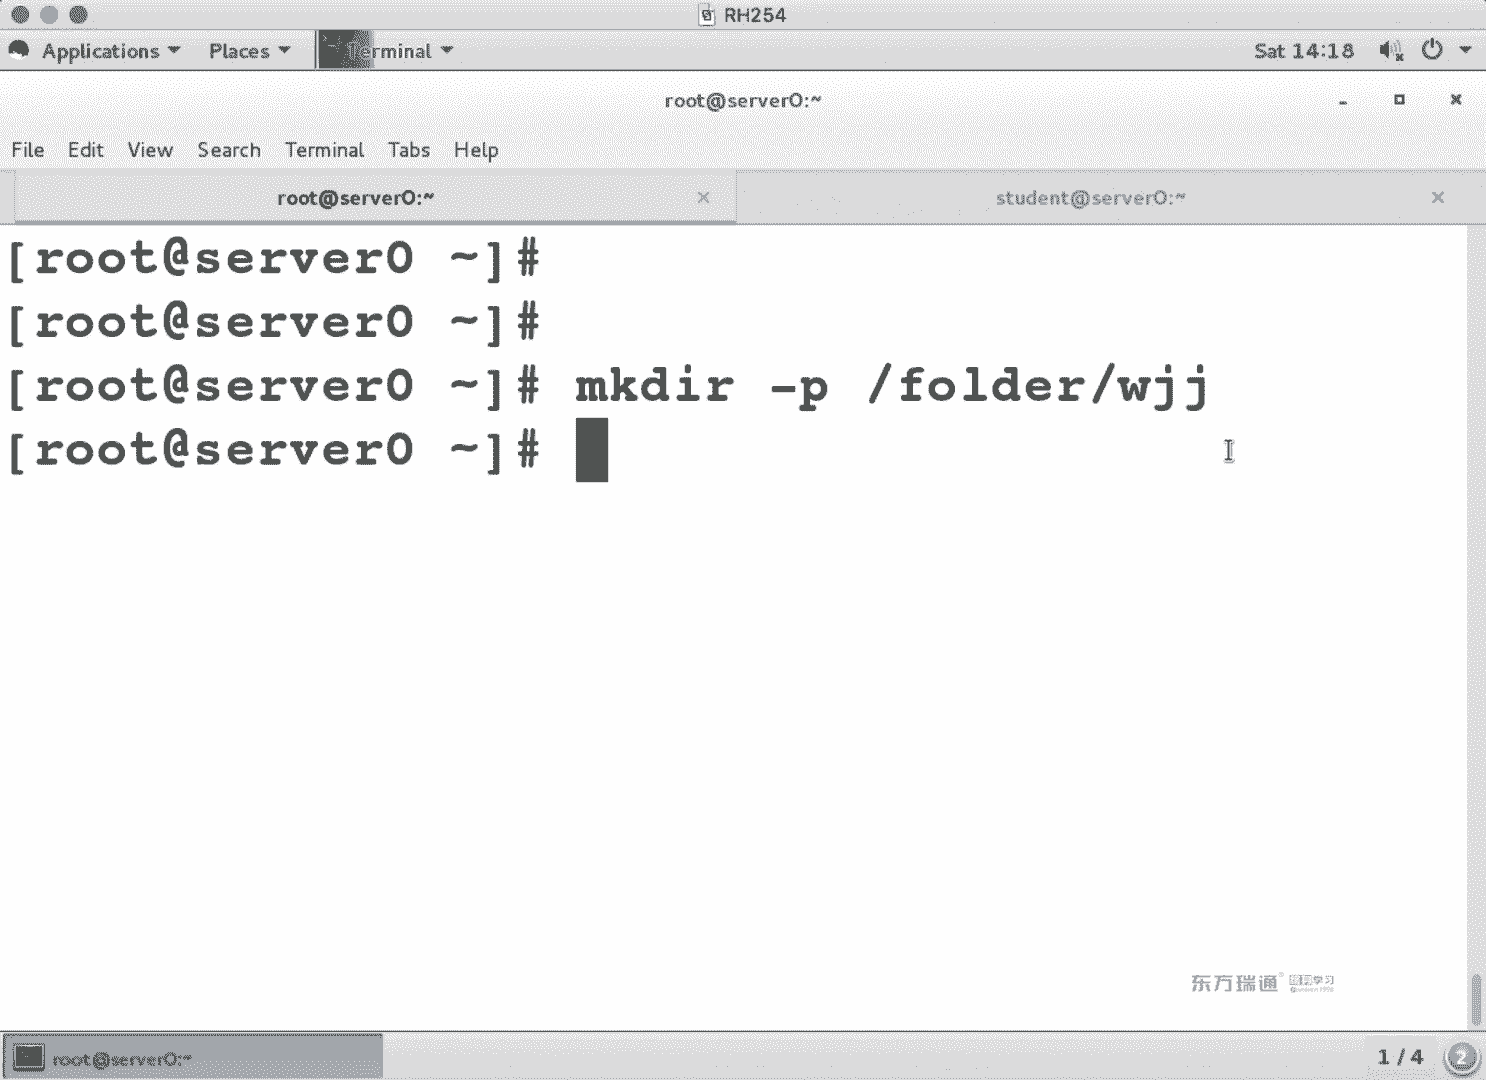 RH254
Applications Places Terminal Sat 14:18
root@server0:~
File Edit View Search Terminal Tabs Help
root@server0:~ student@server0:~
[root@server0 ~]#
[root@server0 ~]#
[root@server0 ~]# mkdir -p /folder/wjj
[root@server0 ~]#
东方瑞通®
root@server0:~ 1 / 4 2